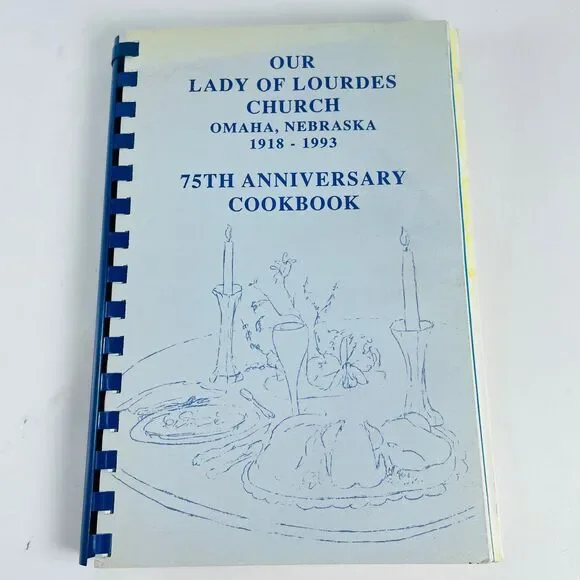 OUR
LADY OF LOURDES
CHURCH
OMAHA, NEBRASKA
1918 - 1993
75TH ANNIVERSARY
COOKBOOK